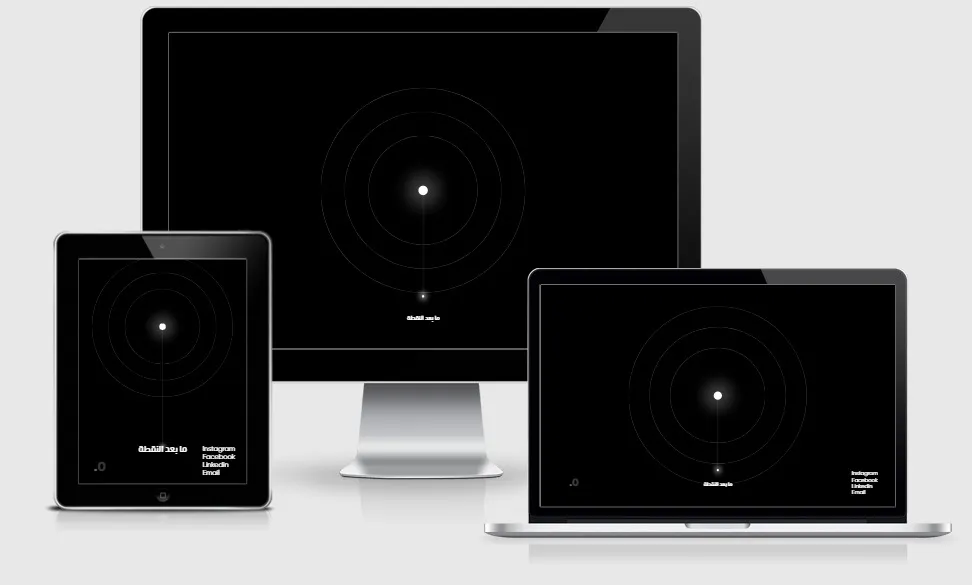 ما بعد النقطة
ما بعد النقطة
Instagram
Facebook
Linkedin
Email
.0
ما بعد النقطة
Instagram
Facebook
Linkedin
Email
.0